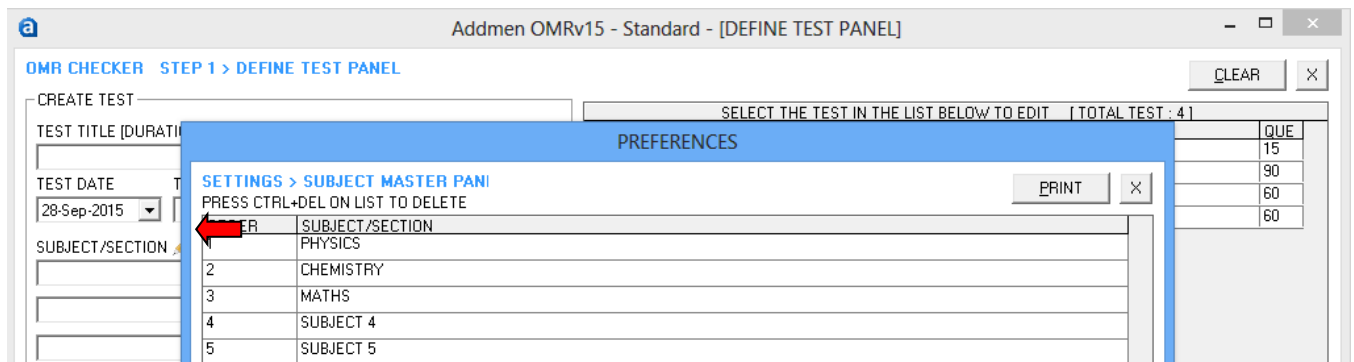 a
Addmen OMRv15 - Standard - [DEFINE TEST PANEL]
OMR CHECKER STEP 1 > DEFINE TEST PANEL
CLEAR X
CREATE TEST
SELECT THE TEST IN THE LIST BELOW TO EDIT [ TOTAL TEST : 4 ]
TEST TITLE [DURATI
QUE
PREFERENCES
15
90
60
60
TEST DATE T
28-Sep-2015
SUBJECT/SECTION
SETTINGS > SUBJECT MASTER PAN
PRINT X
PRESS CTRL+DEL ON LIST TO DELETE
SUBJECT/SECTION
PHYSICS
2 CHEMISTRY
3 MATHS
4 SUBJECT 4
5 SUBJECT 5